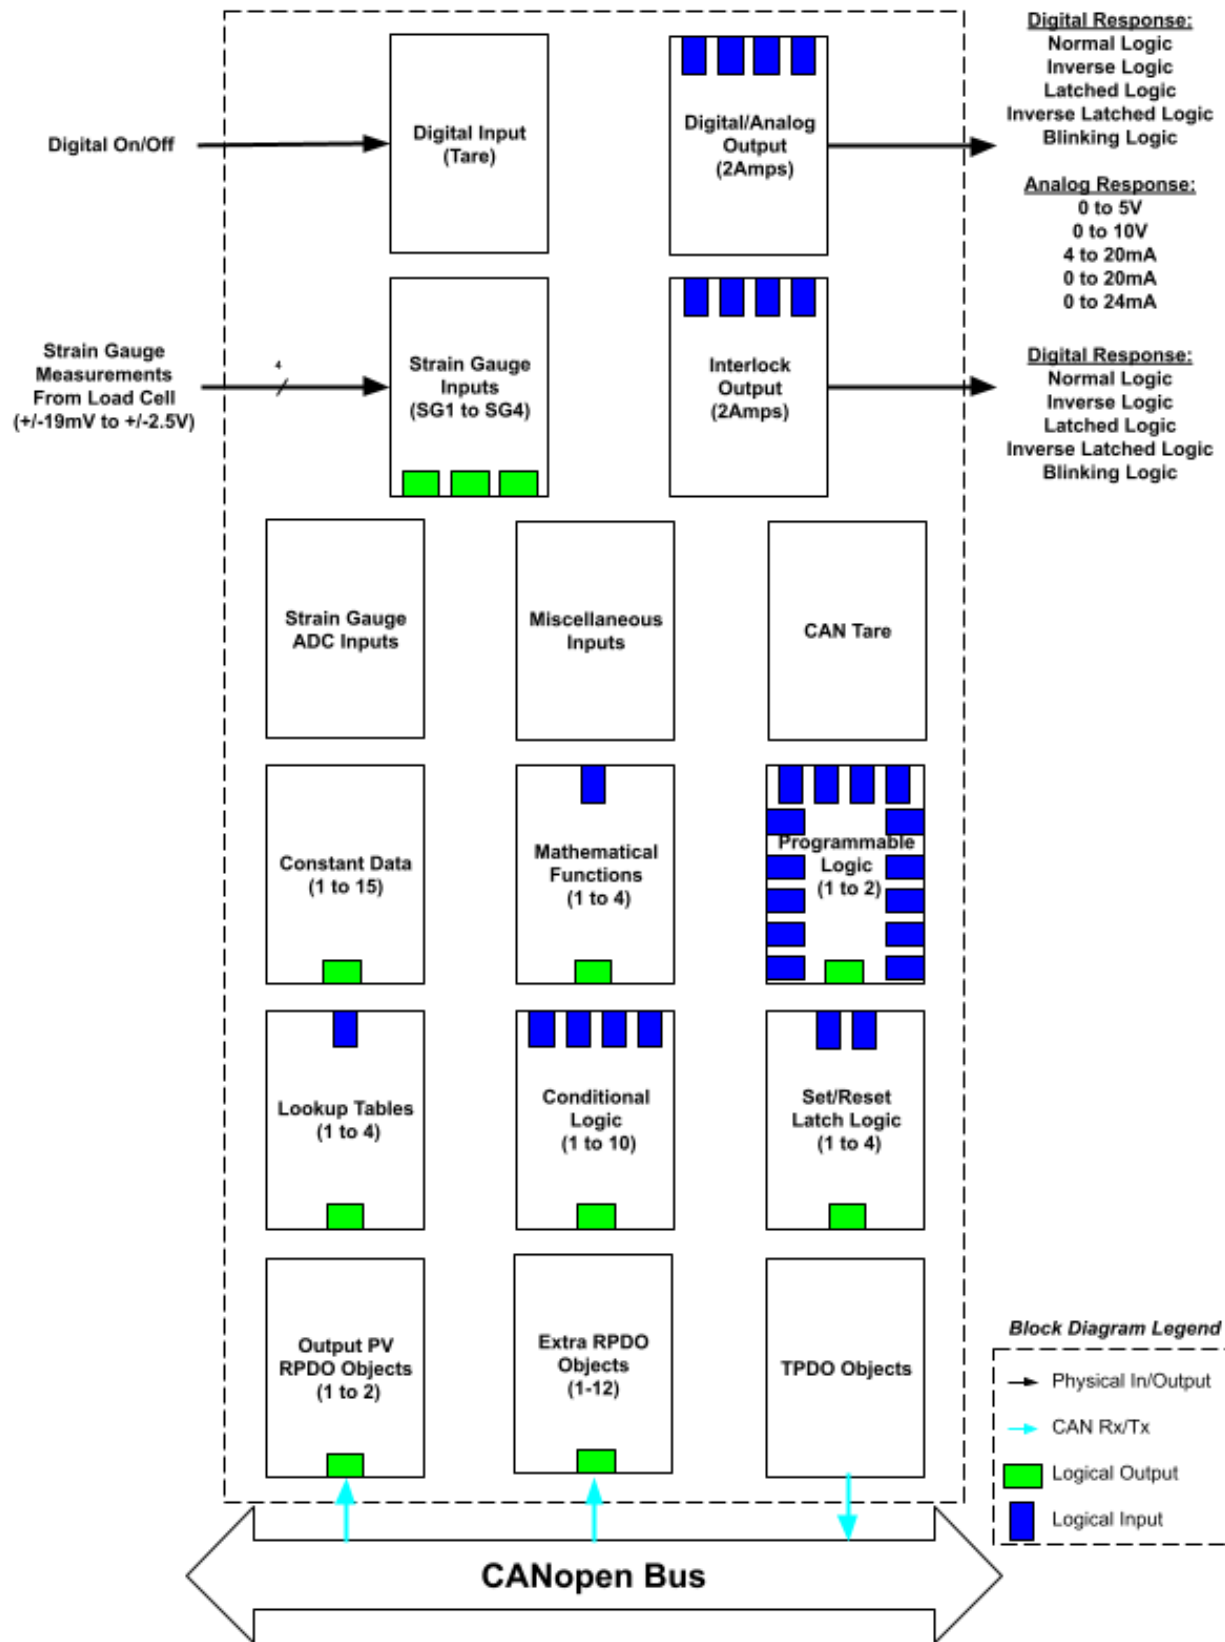 Digital On/Off
Digital Input
(Tare)
Digital/Analog
Output
(2Amps)
Digital Response:
Normal Logic
Inverse Logic
Latched Logic
Inverse Latched Logic
Blinking Logic
Analog Response:
0 to 5V
0 to 10V
4 to 20mA
0 to 20mA
0 to 24mA
Strain Gauge
Measurements
From Load Cell
(+/-19mV to +/-2.5V)
4
Strain Gauge
Inputs
(SG1 to SG4)
Interlock
Output
(2Amps)
Digital Response:
Normal Logic
Inverse Logic
Latched Logic
Inverse Latched Logic
Blinking Logic
Strain Gauge
ADC Inputs
Miscellaneous
Inputs
CAN Tare
Constant Data
(1 to 15)
Mathematical
Functions
(1 to 4)
Programmable
Logic
(1 to 2)
Lookup Tables
(1 to 4)
Conditional
Logic
(1 to 10)
Set/Reset
Latch Logic
(1 to 4)
Output PV
RPDO Objects
(1 to 2)
Extra RPDO
Objects
(1-12)
TPDO Objects
Block Diagram Legend
Physical In/Output
CAN Rx/Tx
Logical Output
Logical Input
CANopen Bus